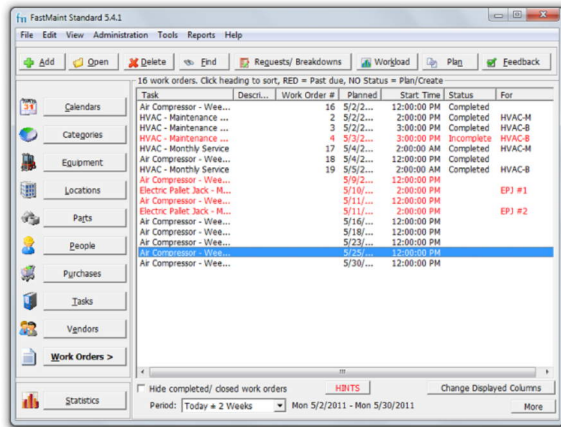 FastMaint Standard 5.4.1
File Edit View Administration Tools Reports Help
Add Open Delete Find Requests/ Breakdowns Workload Plan Feedback
16 work orders. Click heading to sort, RED = Past due, NO Status = Plan/Create
Task Descri... Work Order # Planned Start Time Status For
Air Compressor - Wee... 16 5/2/2... 12:00:00 PM Completed
HVAC - Maintenance ... 2 5/2/2... 2:00:00 PM Completed HVAC-M
HVAC - Maintenance ... 3 5/2/2... 3:00:00 PM Completed HVAC-B
HVAC - Maintenance ... 4 5/3/2... 3:00:00 PM Incomplete HVAC-B
HVAC - Monthly Service 17 5/4/2... 2:00:00 AM Completed HVAC-M
Air Compressor - Wee... 18 5/4/2... 12:00:00 PM Completed
HVAC - Monthly Service 19 5/5/2... 2:00:00 AM Completed HVAC-B
Air Compressor - Wee... 5/9/2... 12:00:00 PM
Electric Pallet Jack - M... 5/10/... 2:00:00 PM EPJ #1
Air Compressor - Wee... 5/11/... 12:00:00 PM
Electric Pallet Jack - M... 5/11/... 2:00:00 PM EPJ #2
Air Compressor - Wee... 5/16/... 12:00:00 PM
Air Compressor - Wee... 5/18/... 12:00:00 PM
Air Compressor - Wee... 5/23/... 12:00:00 PM
Air Compressor - Wee... 5/25/... 12:00:00 PM
Air Compressor - Wee... 5/30/... 12:00:00 PM
Calendars
Categories
Equipment
Locations
Parts
People
Purchases
Tasks
Vendors
Work Orders >
Statistics
Hide completed/ closed work orders HINTS Change Displayed Columns
Period: Today ± 2 Weeks Mon 5/2/2011 - Mon 5/30/2011 More